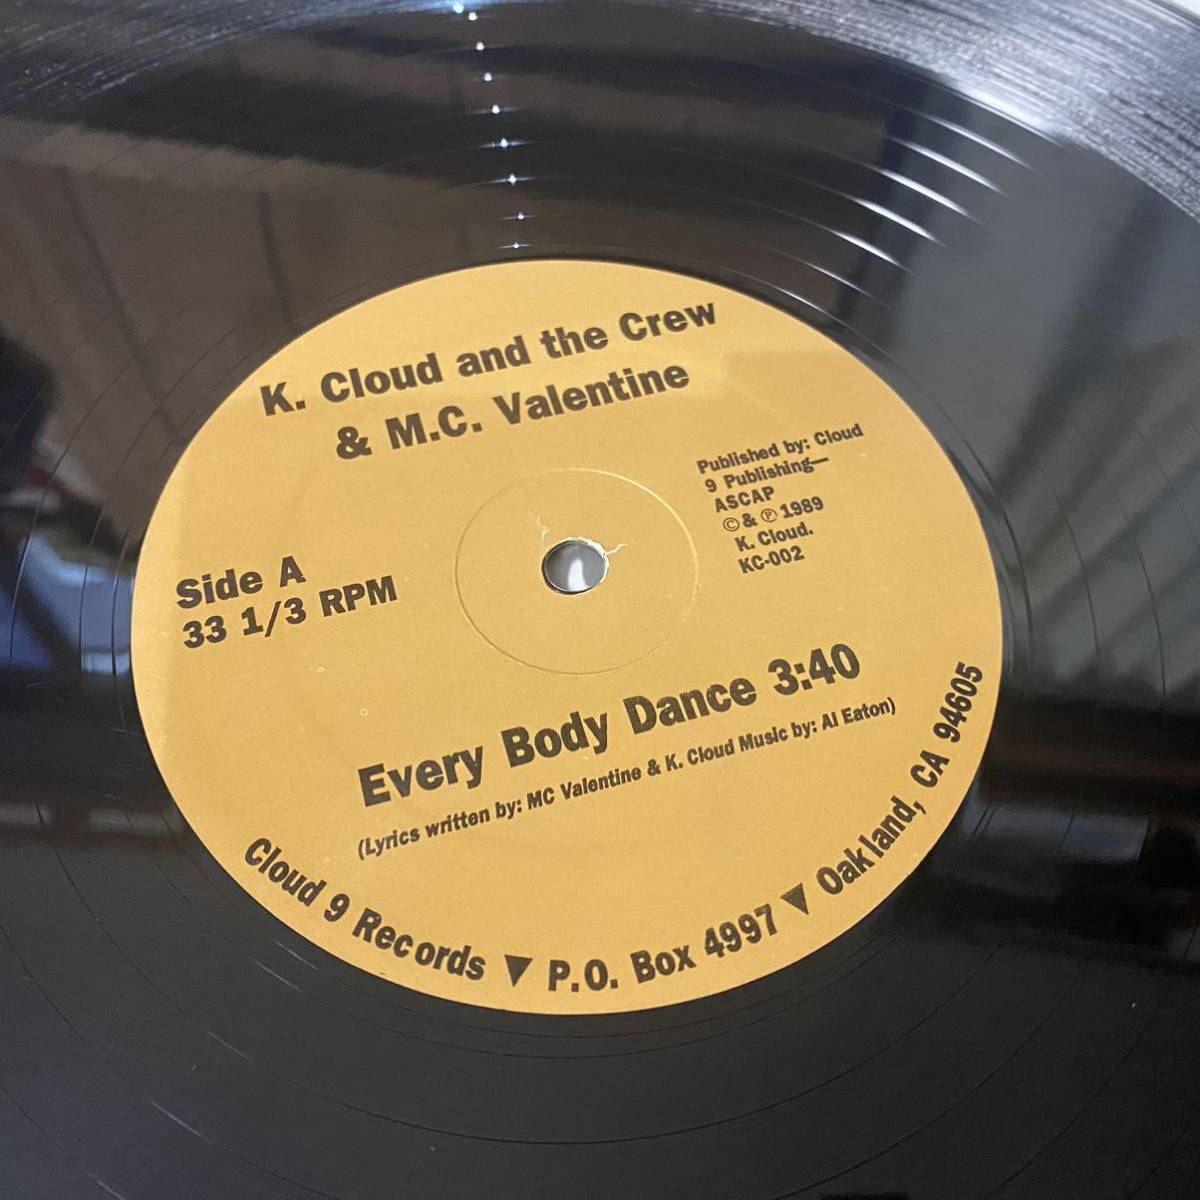 K. Cloud and the Crew
& M.C. Valentine
Published by: Cloud
9 Publishing—
ASCAP
©& ℗ 1989
K. Cloud.
KC-002
Side A
33 1/3 RPM
Every Body Dance 3:40
(Lyrics written by: MC Valentine & K. Cloud Music by: Al Eaton)
Cloud 9 Records ▼ P.O. Box 4997 ▼ Oakland, CA 94605